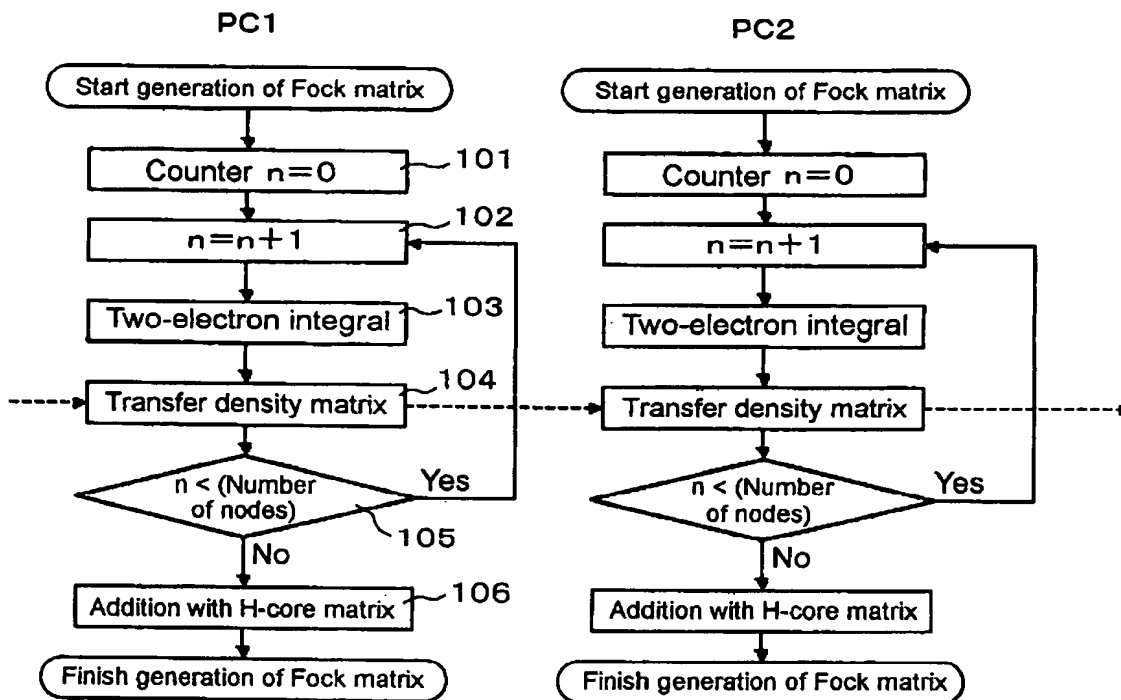 PC1
Start generation of Fock matrix
Counter n=0
101
n=n+1
102
Two-electron integral
103
Transfer density matrix
104
n < (Number
of nodes)
Yes
105
No
Addition with H-core matrix
106
Finish generation of Fock matrix
PC2
Start generation of Fock matrix
Counter n=0
n=n+1
Two-electron integral
Transfer density matrix
n < (Number
of nodes)
Yes
No
Addition with H-core matrix
Finish generation of Fock matrix